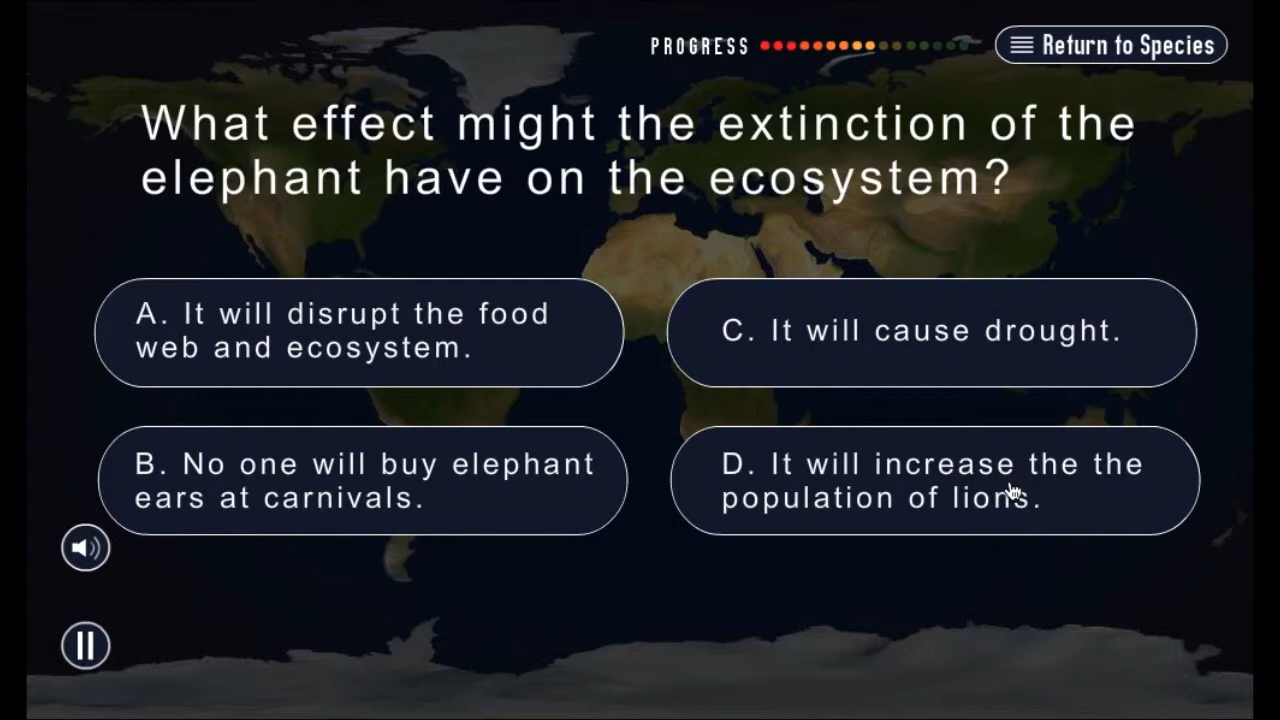 PROGRESS
Return to Species
What effect might the extinction of the
elephant have on the ecosystem?
A. It will disrupt the food
web and ecosystem.
C. It will cause drought.
B. No one will buy elephant
ears at carnivals.
D. It will increase the the
population of lions.